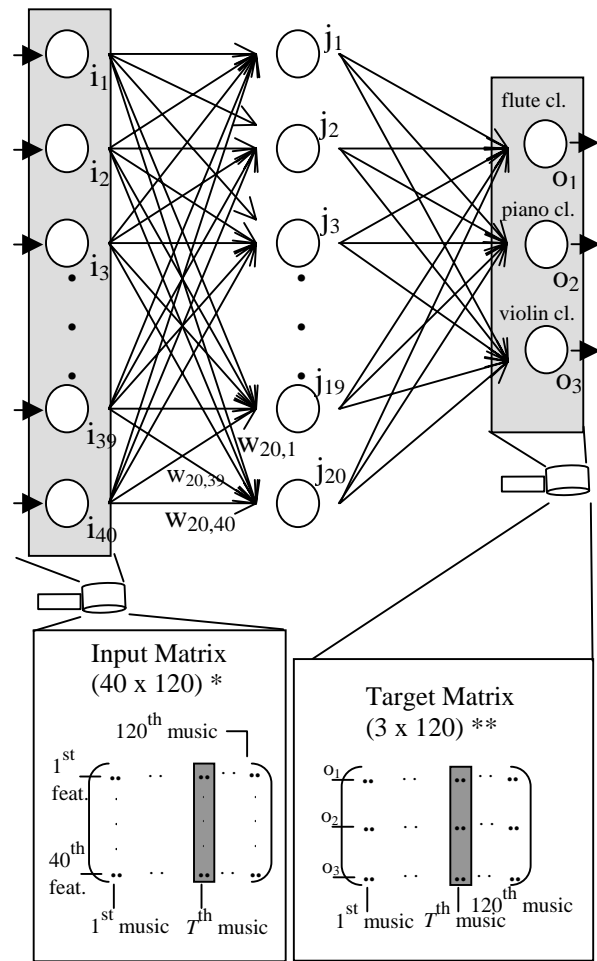 i1
i2
i3
i39
i40
j1
j2
j3
j19
j20
w20,1
w20,39
w20,40
flute cl.
o1
piano cl.
o2
violin cl.
o3
Input Matrix
(40 x 120) *
120th music
1st
feat.
40th
feat.
1st music
Tth music
Target Matrix
(3 x 120) **
o1
o2
o3
1st music
Tth music
120th music